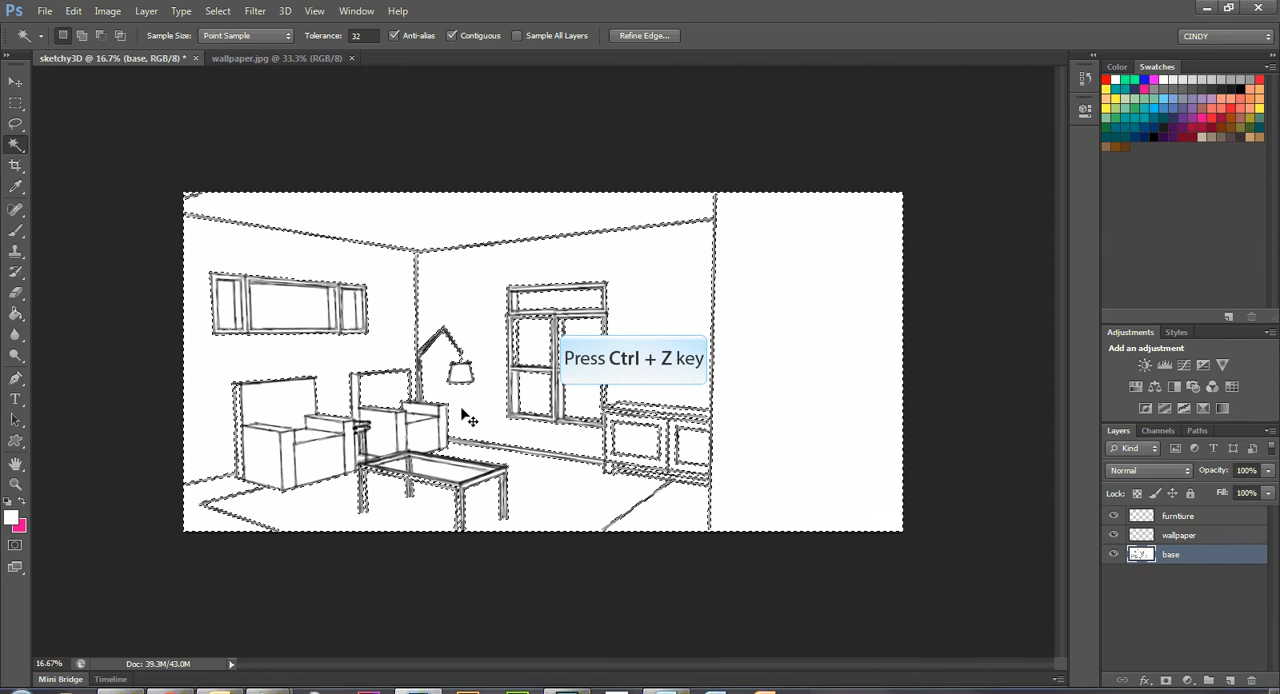 Ps File Edit Image Layer Type Select Filter 3D View Window Help
Sample Size: Point Sample Tolerance: 32 Anti-alias Contiguous Sample All Layers Refine Edge... CINDY
sketchy3D @ 16.7% (base, RGB/8) * × wallpaper.jpg @ 33.3% (RGB/8) ×
Color Swatches
Press Ctrl + Z key
Adjustments Styles
Add an adjustment
Layers Channels Paths
Kind
Normal Opacity: 100%
Lock: Fill: 100%
furntiure
wallpaper
base
16.67% Doc: 39.3M/43.0M
Mini Bridge Timeline